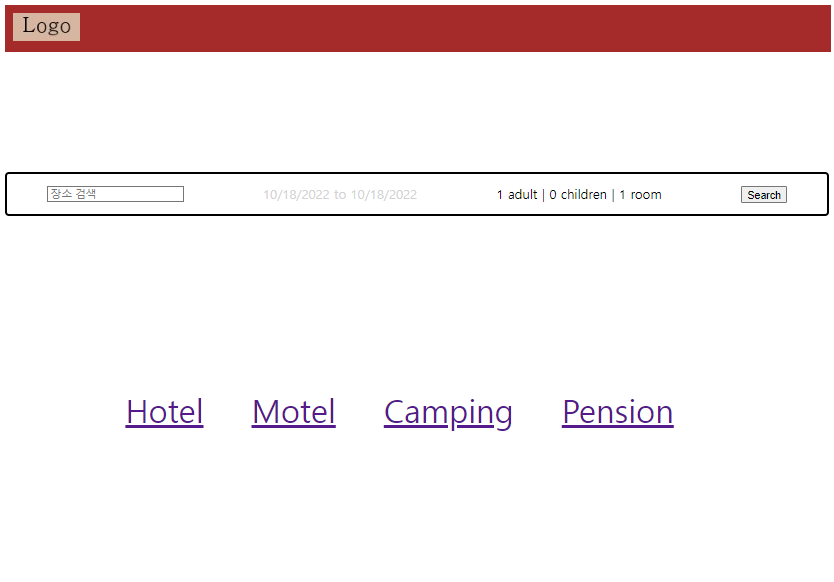 Logo
장소 검색 10/18/2022 to 10/18/2022 1 adult | 0 children | 1 room Search
Hotel Motel Camping Pension